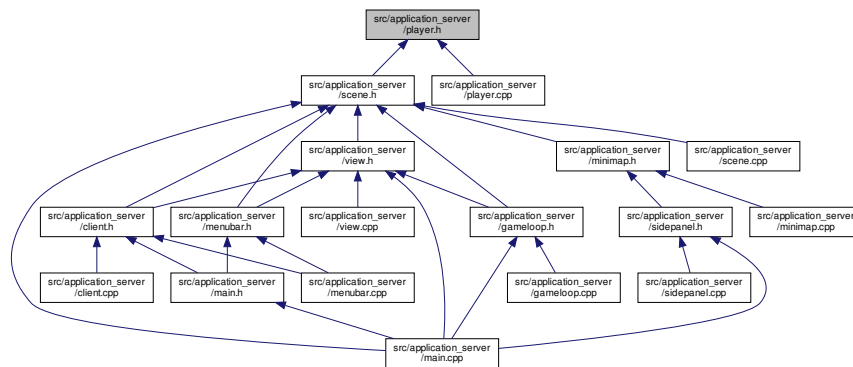 src/application_server
/player.h
src/application_server
/scene.h
src/application_server
/player.cpp
src/application_server
/view.h
src/application_server
/minimap.h
src/application_server
/scene.cpp
src/application_server
/client.h
src/application_server
/menubar.h
src/application_server
/view.cpp
src/application_server
/gameloop.h
src/application_server
/sidepanel.h
src/application_server
/minimap.cpp
src/application_server
/client.cpp
src/application_server
/main.h
src/application_server
/menubar.cpp
src/application_server
/gameloop.cpp
src/application_server
/sidepanel.cpp
src/application_server
/main.cpp